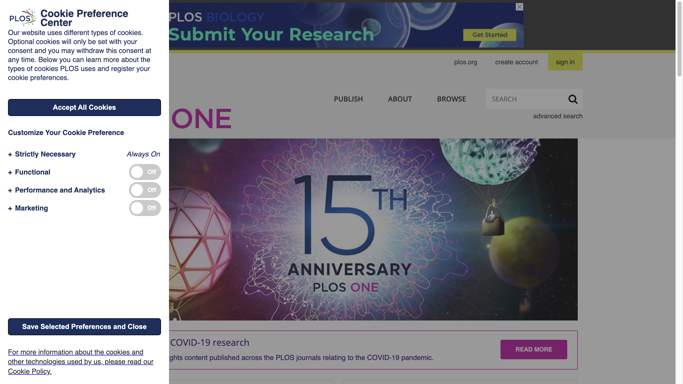 PLOS
Cookie Preference
Center
Our website uses different types of cookies.
Optional cookies will only be set with your
consent and you may withdraw this consent at
any time. Below you can learn more about the
types of cookies PLOS uses and register your
cookie preferences.
Accept All Cookies
Customize Your Cookie Preference
+ Strictly Necessary Always On
+ Functional Off
+ Performance and Analytics Off
+ Marketing Off
Save Selected Preferences and Close
For more information about the cookies and
other technologies used by us, please read our
Cookie Policy.
PLOS BIOLOGY
Submit Your Research
Get Started
plos.org create account sign in
PUBLISH ABOUT BROWSE SEARCH
advanced search
ONE
15TH
ANNIVERSARY
PLOS ONE
COVID-19 research
ghts content published across the PLOS journals relating to the COVID-19 pandemic.
READ MORE